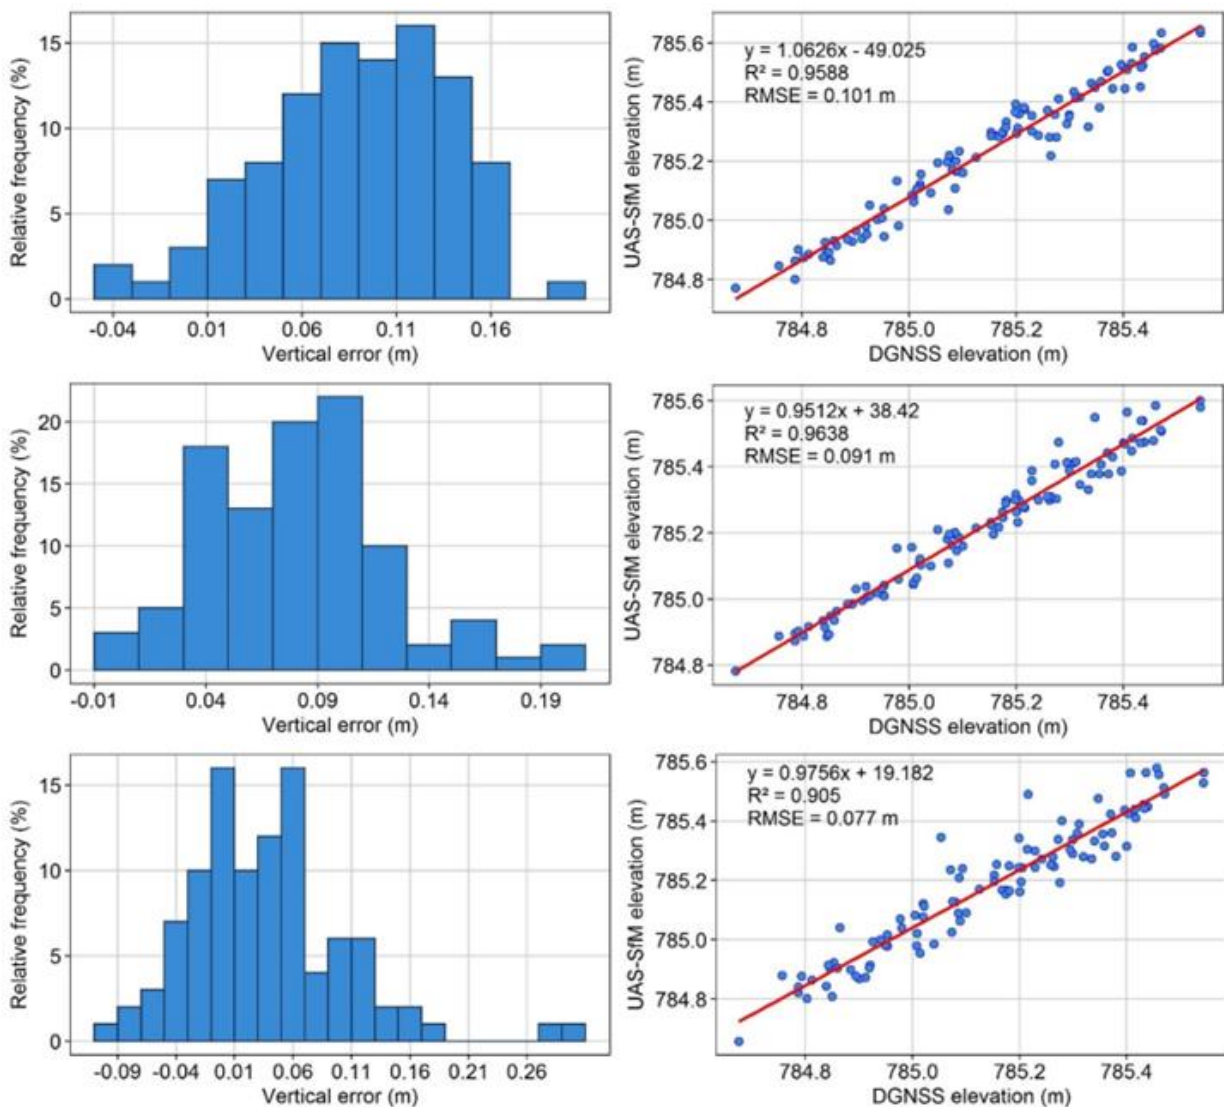 Relative frequency (%)
15
10
5
0
-0.04 0.01 0.06 0.11 0.16
Vertical error (m)
UAS-SfM elevation (m)
785.6
785.4
785.2
785.0
784.8
y = 1.0626x - 49.025
R² = 0.9588
RMSE = 0.101 m
784.8 785.0 785.2 785.4
DGNSS elevation (m)
Relative frequency (%)
20
15
10
5
0
-0.01 0.04 0.09 0.14 0.19
Vertical error (m)
UAS-SfM elevation (m)
785.6
785.4
785.2
785.0
784.8
y = 0.9512x + 38.42
R² = 0.9638
RMSE = 0.091 m
784.8 785.0 785.2 785.4
DGNSS elevation (m)
Relative frequency (%)
15
10
5
0
-0.09 -0.04 0.01 0.06 0.11 0.16 0.21 0.26
Vertical error (m)
UAS-SfM elevation (m)
785.6
785.4
785.2
785.0
784.8
y = 0.9756x + 19.182
R² = 0.905
RMSE = 0.077 m
784.8 785.0 785.2 785.4
DGNSS elevation (m)